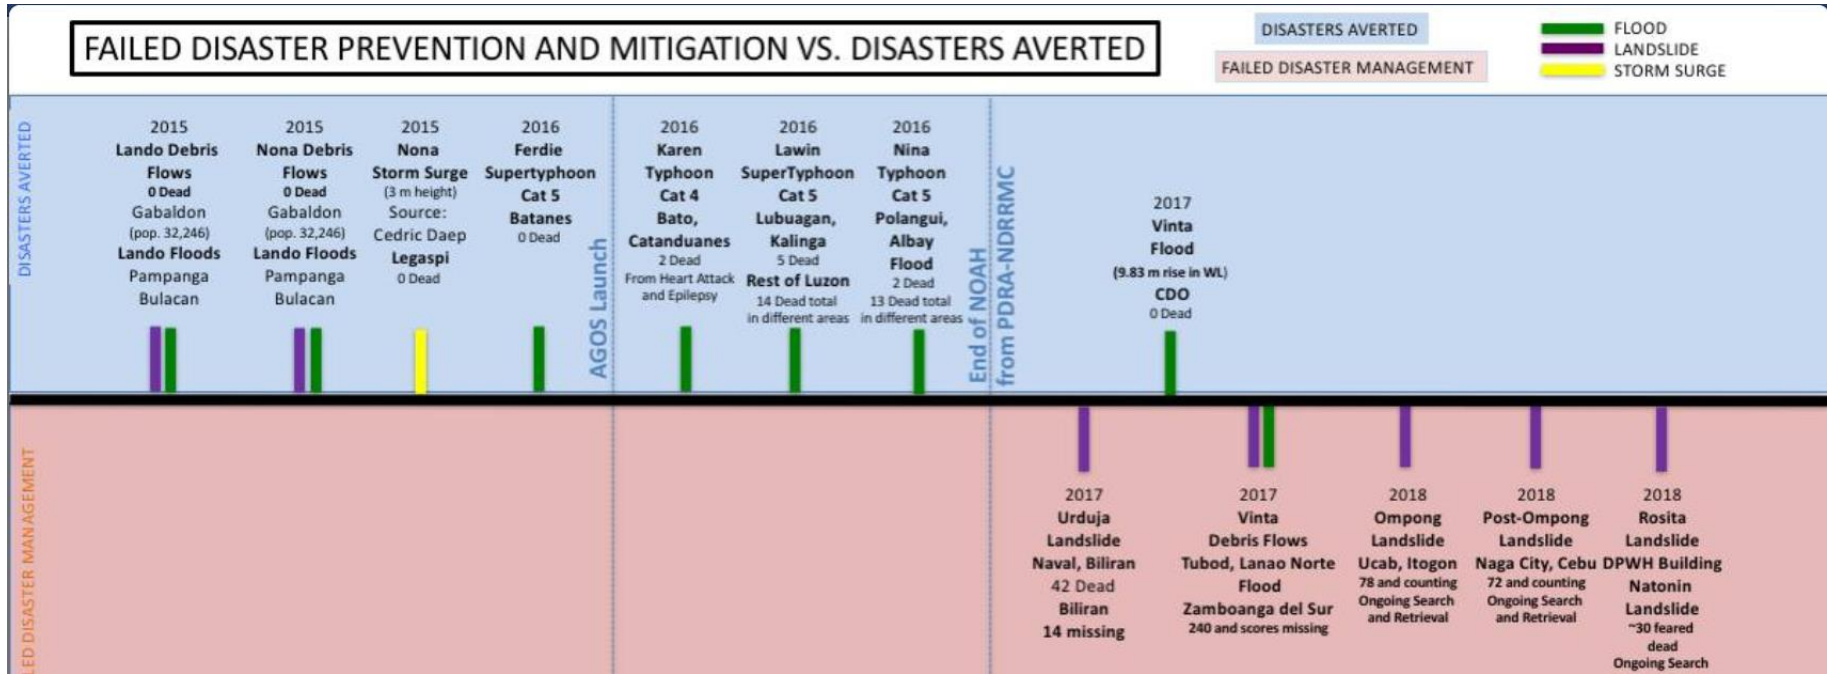 FAILED DISASTER PREVENTION AND MITIGATION VS. DISASTERS AVERTED
DISASTERS AVERTED
FAILED DISASTER MANAGEMENT
FLOOD
LANDSLIDE
STORM SURGE
DISASTERS AVERTED
2015
Lando Debris
Flows
0 Dead
Gabaldon
(pop. 32,246)
Lando Floods
Pampanga
Bulacan
2015
Nona Debris
Flows
0 Dead
Gabaldon
(pop. 32,246)
Lando Floods
Pampanga
Bulacan
2015
Nona
Storm Surge
(3 m height)
Source:
Cedric Daep
Legaspi
0 Dead
2016
Ferdie
Supertyphoon
Cat 5
Batanes
0 Dead
AGOS Launch
2016
Karen
Typhoon
Cat 4
Bato,
Catanduanes
2 Dead
From Heart Attack
and Epilepsy
2016
Lawin
SuperTyphoon
Cat 5
Lubuagan,
Kalinga
5 Dead
Rest of Luzon
14 Dead total
in different areas
2016
Nina
Typhoon
Cat 5
Polangui,
Albay
Flood
2 Dead
13 Dead total
in different areas
End of NOAH
from PDRA-NDRRMC
2017
Vinta
Flood
(9.83 m rise in WL)
CDO
0 Dead
LED DISASTER MANAGEMENT
2017
Urduja
Landslide
Naval, Biliran
42 Dead
Biliran
14 missing
2017
Vinta
Debris Flows
Tubod, Lanao Norte
Flood
Zamboanga del Sur
240 and scores missing
2018
Ompong
Landslide
Ucab, Itogon
78 and counting
Ongoing Search
and Retrieval
2018
Post-Ompong
Landslide
Naga City, Cebu
72 and counting
Ongoing Search
and Retrieval
2018
Rosita
Landslide
DPWH Building
Natonin
Landslide
~30 feared
dead
Ongoing Search